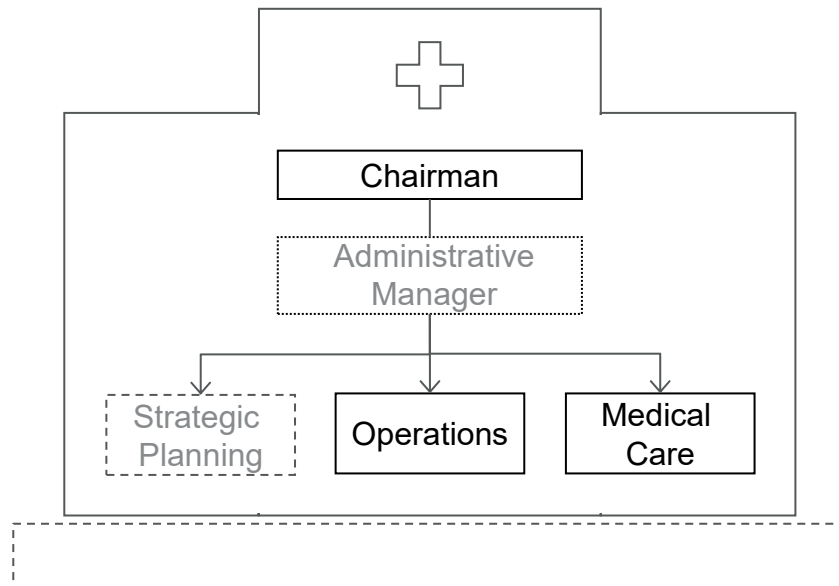 Chairman
Administrative
Manager
Strategic
Planning
Operations
Medical
Care